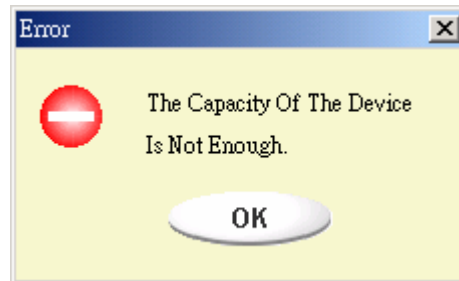 Error
The Capacity Of The Device
Is Not Enough.
OK